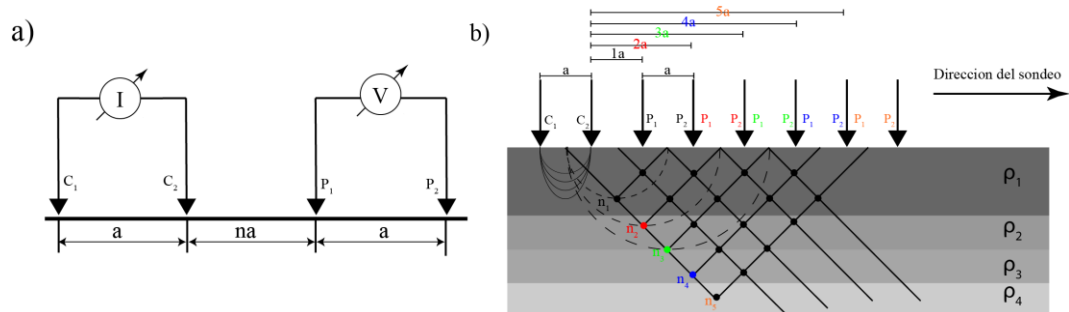 a)
I
V
C1
C2
P1
P2
a
na
a
b)
5a
4a
3a
2a
1a
a
a
Direccion del sondeo
C1
C2
P1
P2
P1
P2
P1
P2
P1
P2
P1
P2
n1
n2
n3
n4
n5
ρ1
ρ2
ρ3
ρ4